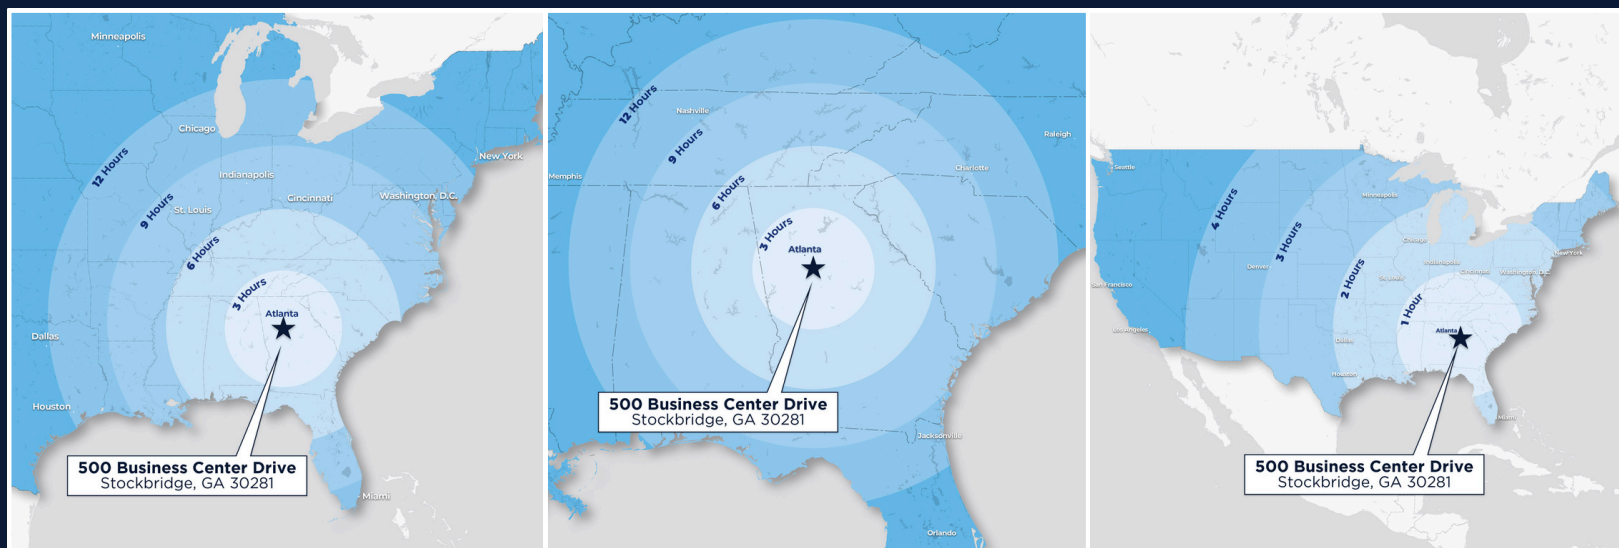 Minneapolis
Chicago
New York
12 Hours
Indianapolis
Cincinnati
Washington, D.C.
9 Hours
St. Louis
6 Hours
3 Hours
Atlanta
Dallas
Houston
500 Business Center Drive
Stockbridge, GA 30281
Miami
12 Hours
Nashville
Raleigh
9 Hours
Charlotte
Memphis
6 Hours
3 Hours
Atlanta
500 Business Center Drive
Stockbridge, GA 30281
Jacksonville
Orlando
Seattle
Minneapolis
4 Hours
3 Hours
Chicago
New York
Indianapolis
Denver
2 Hours
St. Louis
Cincinnati
Washington, D.C.
San Francisco
1 Hour
Los Angeles
Atlanta
Dallas
Houston
Miami
500 Business Center Drive
Stockbridge, GA 30281